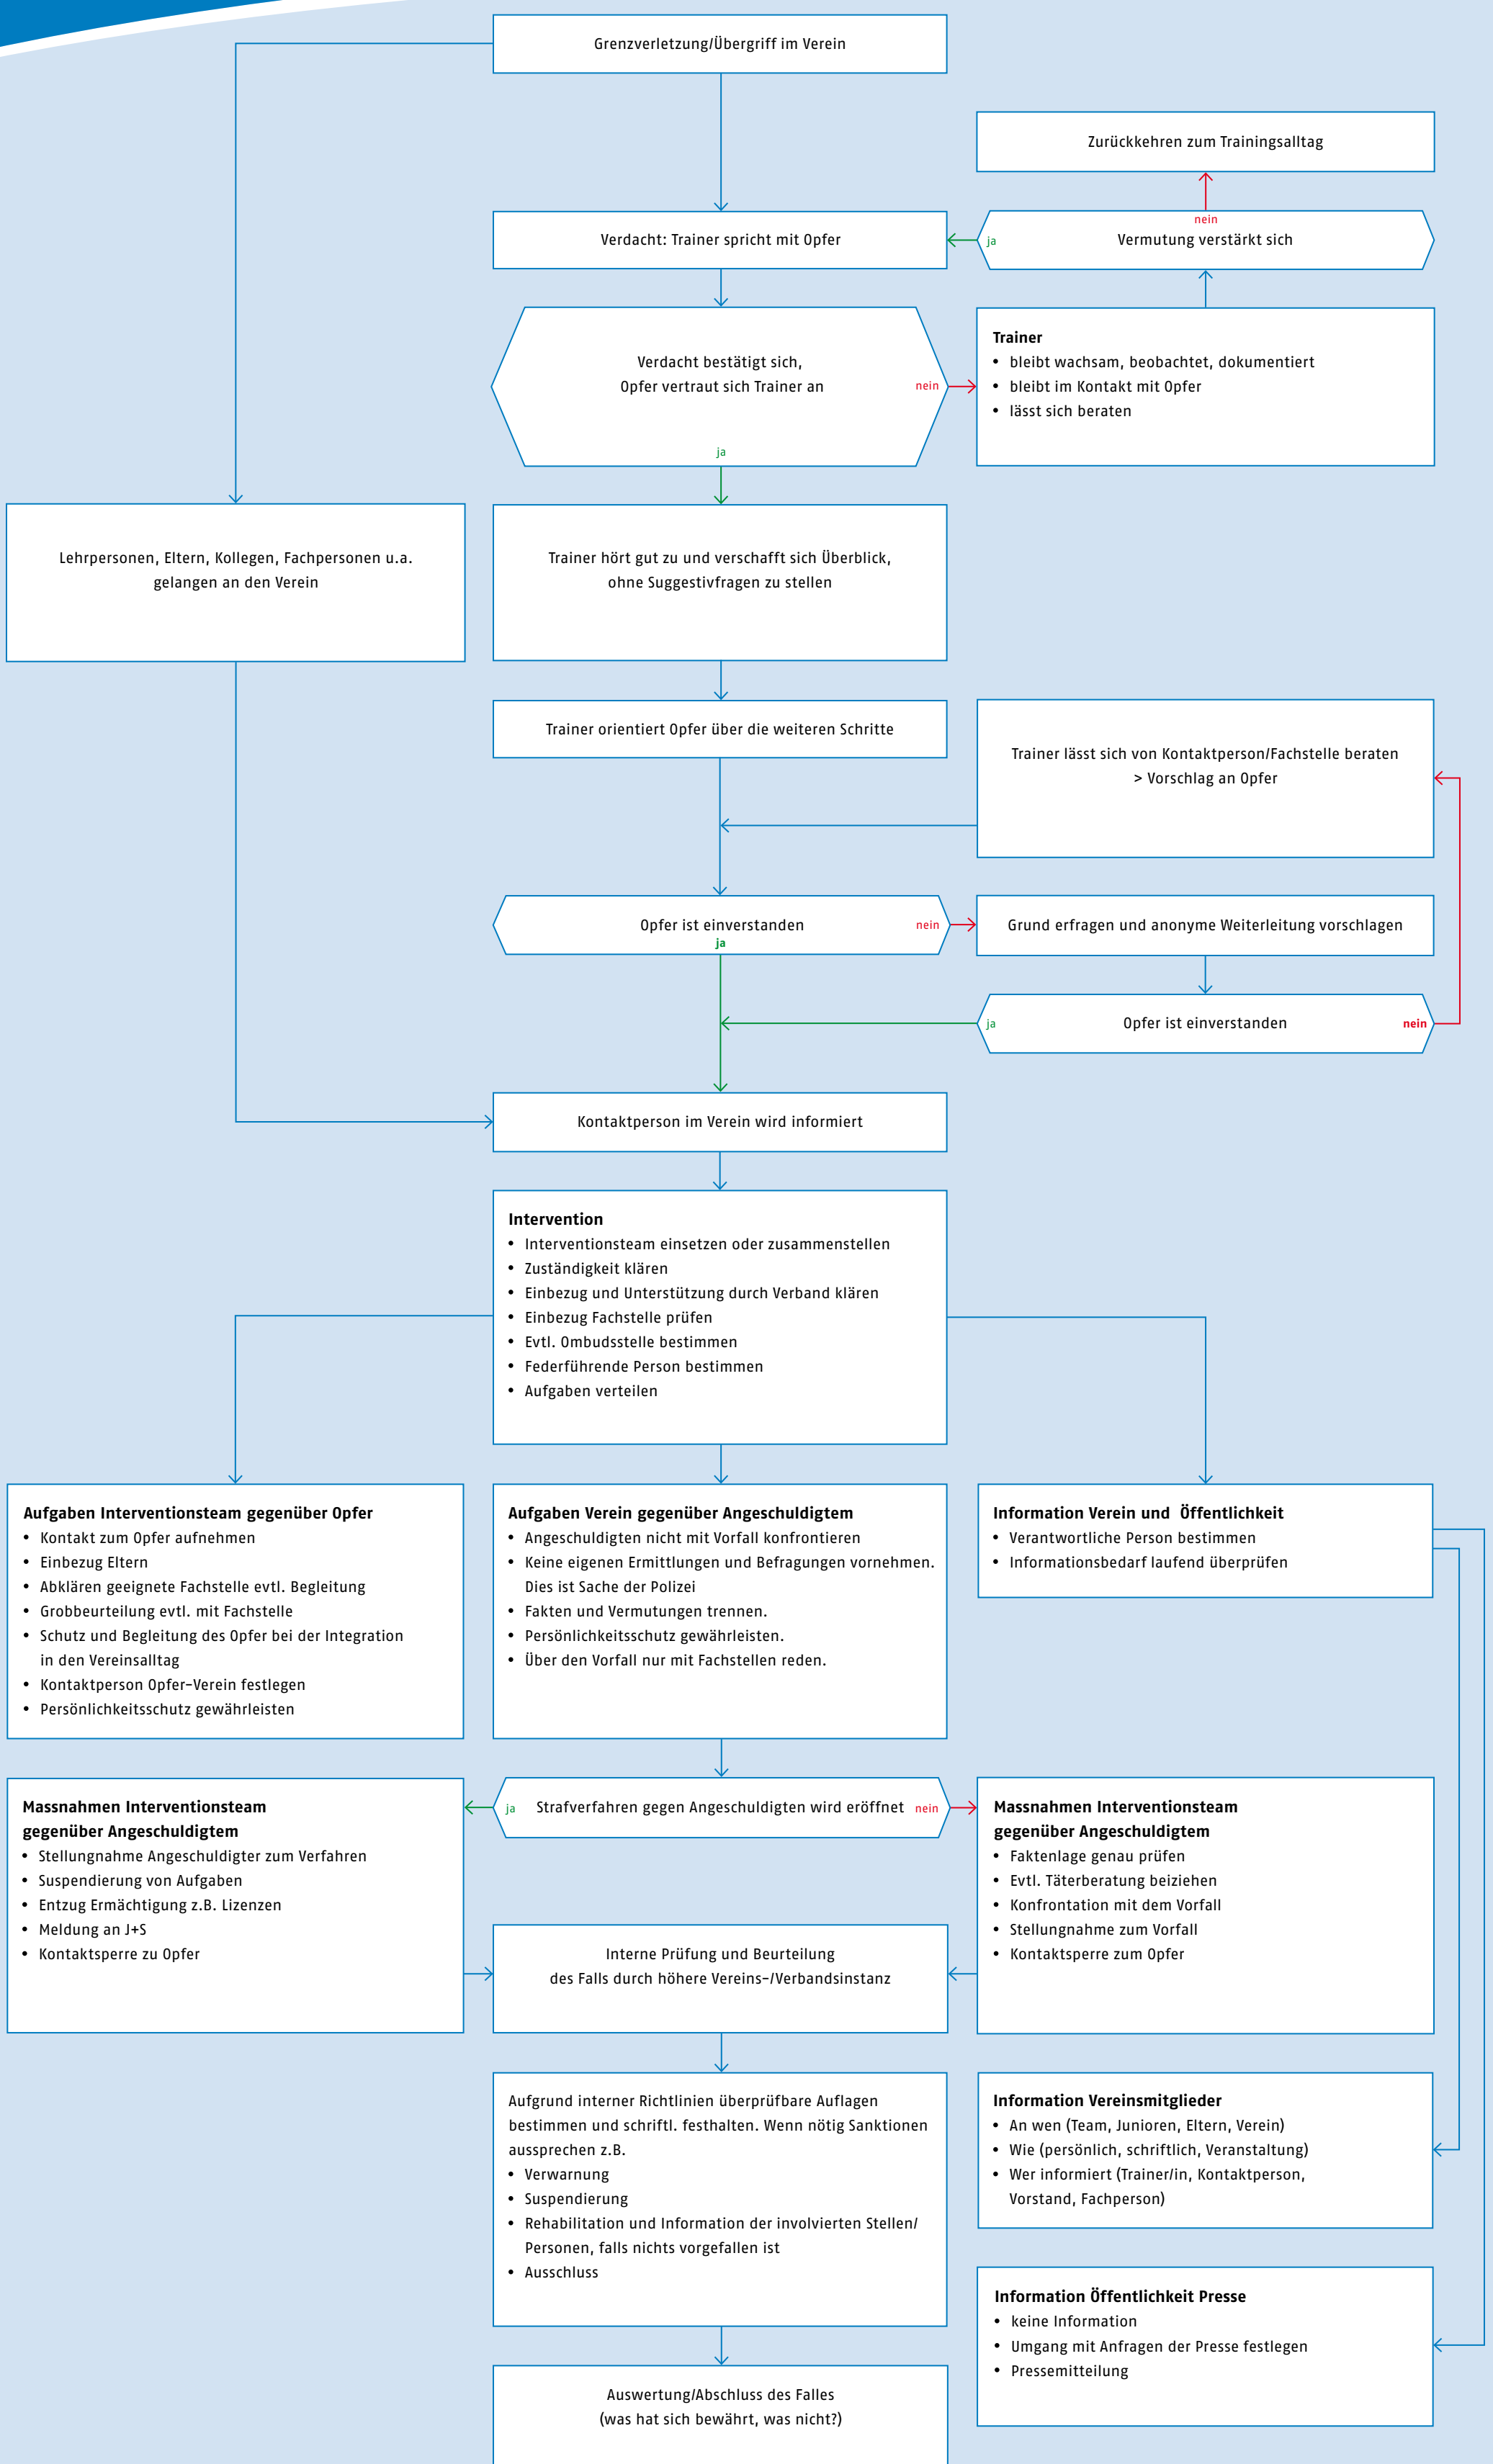 Grenzverletzung/Übergriff im Verein
Zurückkehren zum Trainingsalltag
nein
Verdacht: Trainer spricht mit Opfer
ja
Vermutung verstärkt sich
Verdacht bestätigt sich,
Opfer vertraut sich Trainer an
nein
ja
Trainer
• bleibt wachsam, beobachtet, dokumentiert
• bleibt im Kontakt mit Opfer
• lässt sich beraten
Lehrpersonen, Eltern, Kollegen, Fachpersonen u.a.
gelangen an den Verein
Trainer hört gut zu und verschafft sich Überblick,
ohne Suggestivfragen zu stellen
Trainer orientiert Opfer über die weiteren Schritte
Trainer lässt sich von Kontaktperson/Fachstelle beraten
> Vorschlag an Opfer
Opfer ist einverstanden
nein
ja
Grund erfragen und anonyme Weiterleitung vorschlagen
ja
Opfer ist einverstanden
nein
Kontaktperson im Verein wird informiert
Intervention
• Interventionsteam einsetzen oder zusammenstellen
• Zuständigkeit klären
• Einbezug und Unterstützung durch Verband klären
• Einbezug Fachstelle prüfen
• Evtl. Ombudsstelle bestimmen
• Federführende Person bestimmen
• Aufgaben verteilen
Aufgaben Interventionsteam gegenüber Opfer
• Kontakt zum Opfer aufnehmen
• Einbezug Eltern
• Abklären geeignete Fachstelle evtl. Begleitung
• Grobbeurteilung evtl. mit Fachstelle
• Schutz und Begleitung des Opfer bei der Integration
in den Vereinsalltag
• Kontaktperson Opfer-Verein festlegen
• Persönlichkeitsschutz gewährleisten
Aufgaben Verein gegenüber Angeschuldigtem
• Angeschuldigten nicht mit Vorfall konfrontieren
• Keine eigenen Ermittlungen und Befragungen vornehmen.
Dies ist Sache der Polizei
• Fakten und Vermutungen trennen.
• Persönlichkeitsschutz gewährleisten.
• Über den Vorfall nur mit Fachstellen reden.
Information Verein und Öffentlichkeit
• Verantwortliche Person bestimmen
• Informationsbedarf laufend überprüfen
Massnahmen Interventionsteam
gegenüber Angeschuldigtem
• Stellungnahme Angeschuldigter zum Verfahren
• Suspendierung von Aufgaben
• Entzug Ermächtigung z.B. Lizenzen
• Meldung an J+S
• Kontaktsperre zu Opfer
ja
Strafverfahren gegen Angeschuldigten wird eröffnet
nein
Massnahmen Interventionsteam
gegenüber Angeschuldigtem
• Faktenlage genau prüfen
• Evtl. Täterberatung beiziehen
• Konfrontation mit dem Vorfall
• Stellungnahme zum Vorfall
• Kontaktsperre zum Opfer
Interne Prüfung und Beurteilung
des Falls durch höhere Vereins-/Verbandsinstanz
Aufgrund interner Richtlinien überprüfbare Auflagen
bestimmen und schriftl. festhalten. Wenn nötig Sanktionen
aussprechen z.B.
• Verwarnung
• Suspendierung
• Rehabilitation und Information der involvierten Stellen/
Personen, falls nichts vorgefallen ist
• Ausschluss
Information Vereinsmitglieder
• An wen (Team, Junioren, Eltern, Verein)
• Wie (persönlich, schriftlich, Veranstaltung)
• Wer informiert (Trainer/in, Kontaktperson,
Vorstand, Fachperson)
Information Öffentlichkeit Presse
• keine Information
• Umgang mit Anfragen der Presse festlegen
• Pressemitteilung
Auswertung/Abschluss des Falles
(was hat sich bewährt, was nicht?)